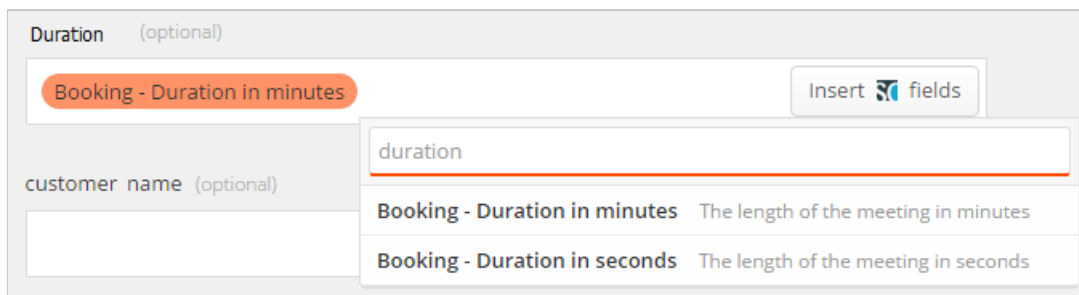 Duration (optional)
Booking - Duration in minutes
Insert fields
duration
customer name (optional)
Booking - Duration in minutes The length of the meeting in minutes
Booking - Duration in seconds The length of the meeting in seconds